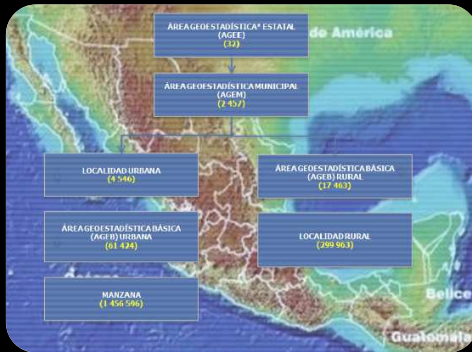 de América
ÁREA GEOESTADÍSTICA* ESTATAL
(AGEE)
(32)
ÁREA GEOESTADÍSTICA MUNICIPAL
(AGEM)
(2 457)
LOCALIDAD URBANA
(4 546)
ÁREA GEOESTADÍSTICA BÁSICA
(AGEB) RURAL
(17 463)
ÁREA GEOESTADÍSTICA BÁSICA
(AGEB) URBANA
(61 424)
LOCALIDAD RURAL
(299 963)
MANZANA
(1 456 596)
Belice
Guatemala